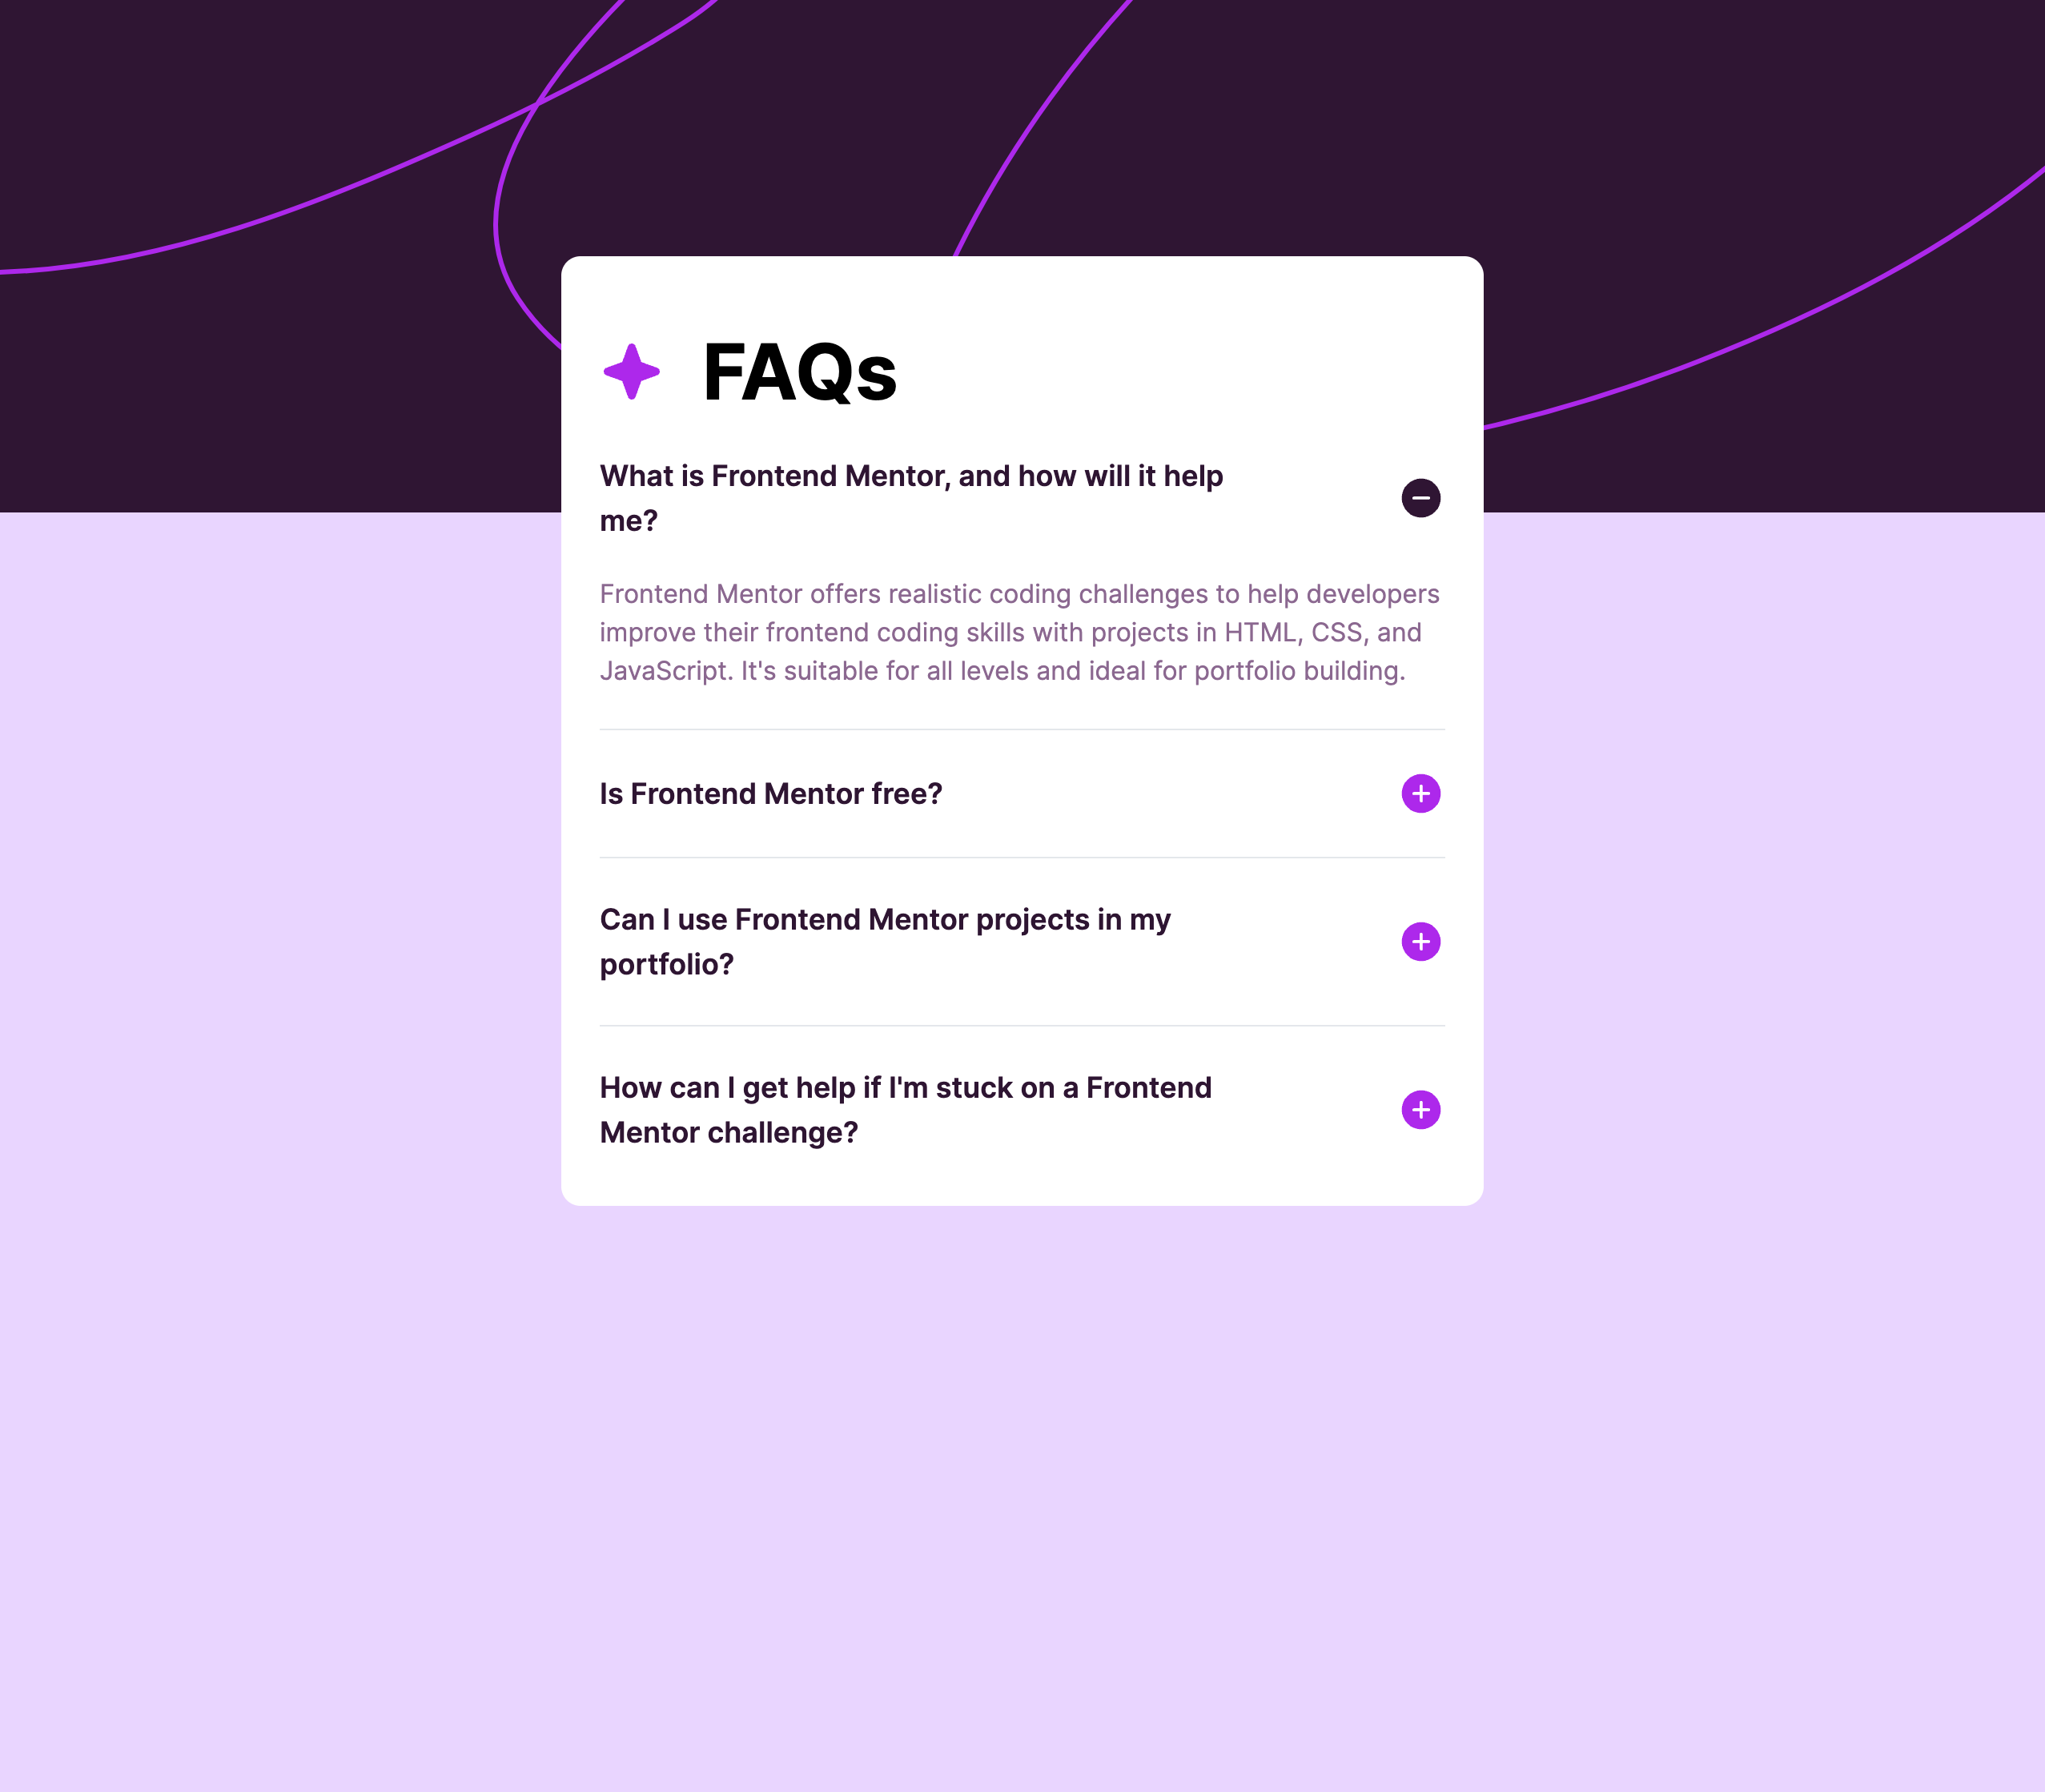 FAQs
What is Frontend Mentor, and how will it help
me?
Frontend Mentor offers realistic coding challenges to help developers
improve their frontend coding skills with projects in HTML, CSS, and
JavaScript. It's suitable for all levels and ideal for portfolio building.
Is Frontend Mentor free?
Can I use Frontend Mentor projects in my
portfolio?
How can I get help if I'm stuck on a Frontend
Mentor challenge?